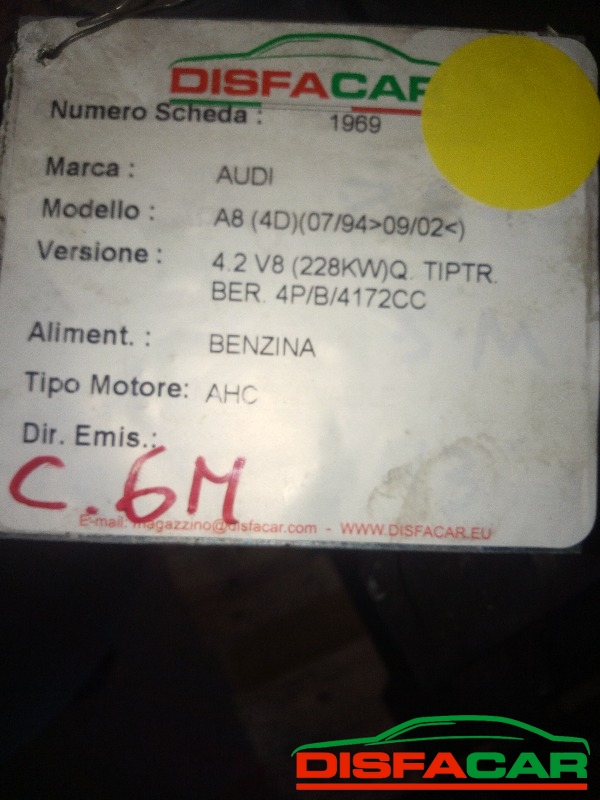 DISFACAR
Numero Scheda : 1969
Marca : AUDI
Modello : A8 (4D)(07/94>09/02<)
Versione : 4.2 V8 (228KW)Q. TIPTR.
BER. 4P/B/4172CC
Aliment. : BENZINA
Tipo Motore: AHC
Dir. Emis.:
C. 6M
E-mail: magazzino@disfacar.com - WWW.DISFACAR.EU
DISFACAR